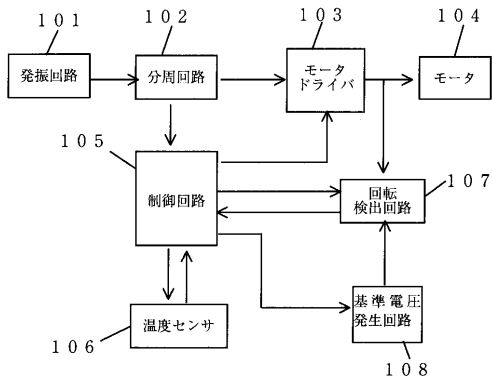 101
102
103
104
発振回路
分周回路
モータ
ドライバ
モータ
105
制御回路
回転
検出回路
107
温度センサ
基準電圧
発生回路
106
108